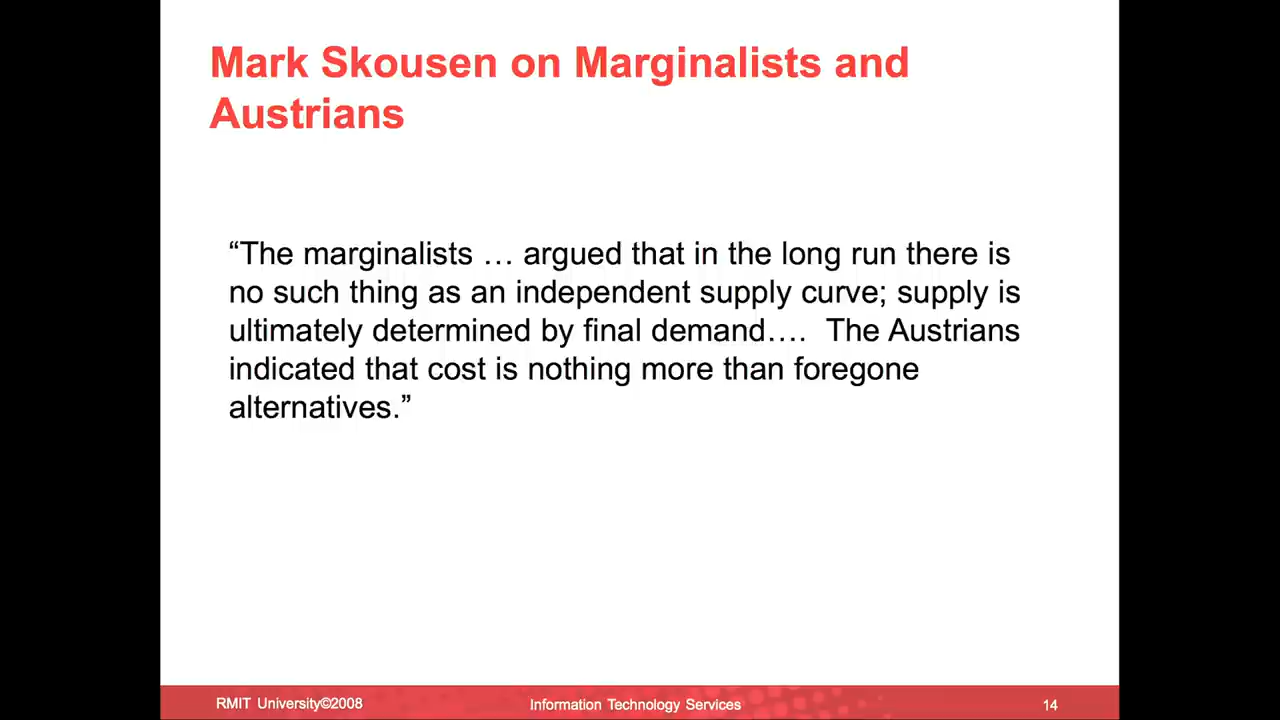 Mark Skousen on Marginalists and
Austrians
“The marginalists … argued that in the long run there is
no such thing as an independent supply curve; supply is
ultimately determined by final demand…. The Austrians
indicated that cost is nothing more than foregone
alternatives.”
RMIT University©2008
Information Technology Services
14